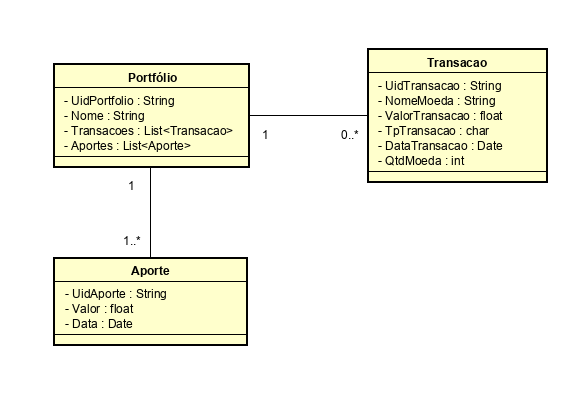 Portfólio
- UidPortfolio : String
- Nome : String
- Transacoes : List<Transacao>
- Aportes : List<Aporte>
Transacao
- UidTransacao : String
- NomeMoeda : String
- ValorTransacao : float
- TpTransacao : char
- DataTransacao : Date
- QtdMoeda : int
1
0..*
1
1..*
Aporte
- UidAporte : String
- Valor : float
- Data : Date